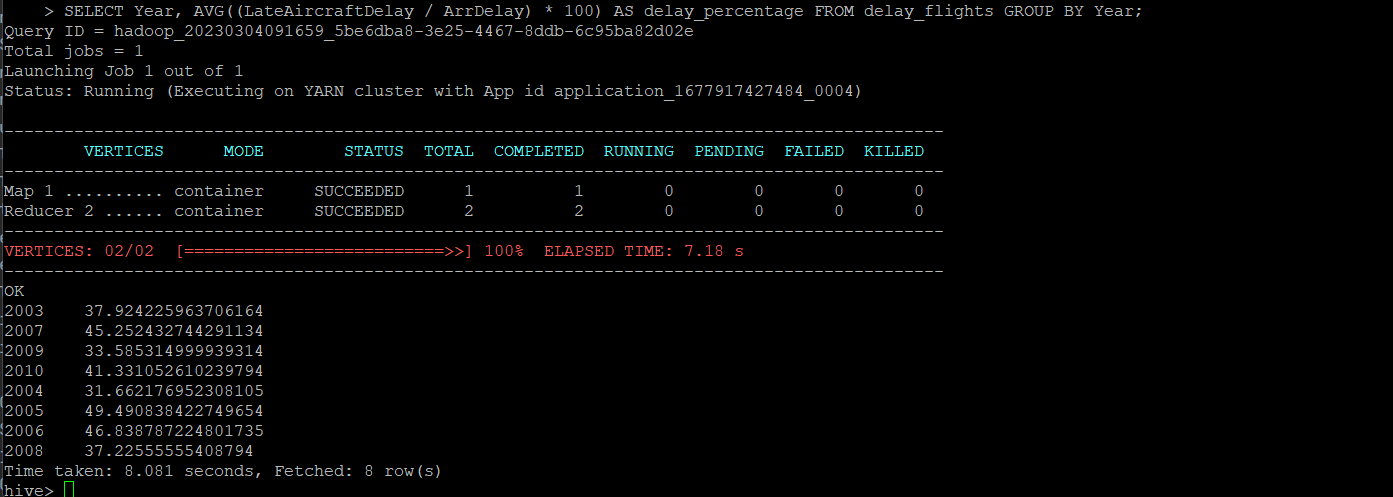 > SELECT Year, AVG((LateAircraftDelay / ArrDelay) * 100) AS delay_percentage FROM delay_flights GROUP BY Year;
Query ID = hadoop_20230304091659_5be6dba8-3e25-4467-8ddb-6c95ba82d02e
Total jobs = 1
Launching Job 1 out of 1
Status: Running (Executing on YARN cluster with App id application_1677917427484_0004)
----------------------------------------------------------------------------------------------
VERTICES MODE STATUS TOTAL COMPLETED RUNNING PENDING FAILED KILLED
----------------------------------------------------------------------------------------------
Map 1 .......... container SUCCEEDED 1 1 0 0 0 0
Reducer 2 ...... container SUCCEEDED 2 2 0 0 0 0
----------------------------------------------------------------------------------------------
VERTICES: 02/02 [==========================>>] 100% ELAPSED TIME: 7.18 s
----------------------------------------------------------------------------------------------
OK
2003 37.924225963706164
2007 45.252432744291134
2009 33.585314999939314
2010 41.331052610239794
2004 31.662176952308105
2005 49.490838422749654
2006 46.838787224801735
2008 37.22555555408794
Time taken: 8.081 seconds, Fetched: 8 row(s)
hive>